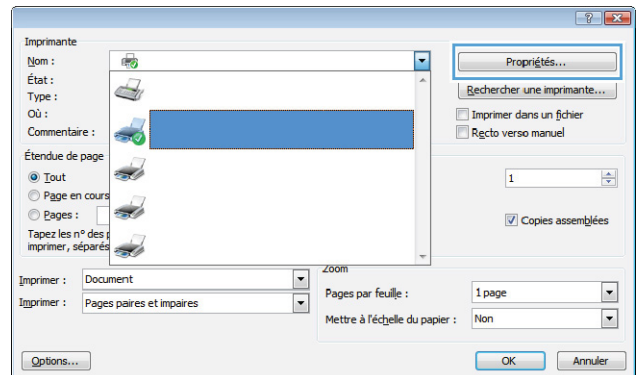 Imprimante
Nom :
Propriétés...
État :
Type :
Rechercher une imprimante...
Où :
Imprimer dans un fichier
Commentaire :
Recto verso manuel
Étendue de page
Tout
1
Page en cours
Pages :
Copies assemblées
Tapez les n° des p
imprimer, séparés
Zoom
Imprimer : Document
Pages par feuille : 1 page
Imprimer : Pages paires et impaires
Mettre à l'échelle du papier : Non
Options...
OK
Annuler